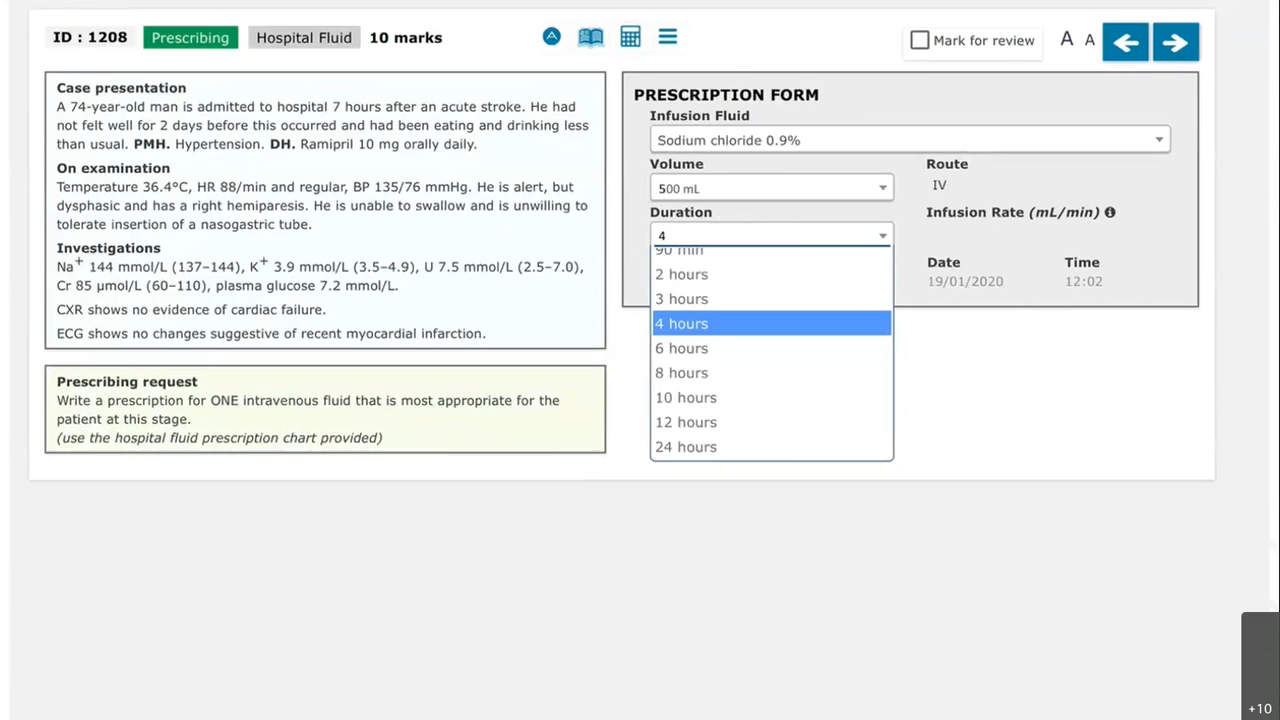 ID : 1208 Prescribing Hospital Fluid 10 marks
Mark for review A A
Case presentation
A 74-year-old man is admitted to hospital 7 hours after an acute stroke. He had
not felt well for 2 days before this occurred and had been eating and drinking less
than usual. PMH. Hypertension. DH. Ramipril 10 mg orally daily.
On examination
Temperature 36.4°C, HR 88/min and regular, BP 135/76 mmHg. He is alert, but
dysphasic and has a right hemiparesis. He is unable to swallow and is unwilling to
tolerate insertion of a nasogastric tube.
Investigations
Na+ 144 mmol/L (137–144), K+ 3.9 mmol/L (3.5–4.9), U 7.5 mmol/L (2.5–7.0),
Cr 85 µmol/L (60–110), plasma glucose 7.2 mmol/L.
CXR shows no evidence of cardiac failure.
ECG shows no changes suggestive of recent myocardial infarction.
Prescribing request
Write a prescription for ONE intravenous fluid that is most appropriate for the
patient at this stage.
(use the hospital fluid prescription chart provided)
PRESCRIPTION FORM
Infusion Fluid
Sodium chloride 0.9%
Volume
500 mL
Route
IV
Duration
4
Infusion Rate (mL/min)
90 min
2 hours
3 hours
4 hours
6 hours
8 hours
10 hours
12 hours
24 hours
Date
19/01/2020
Time
12:02
+10